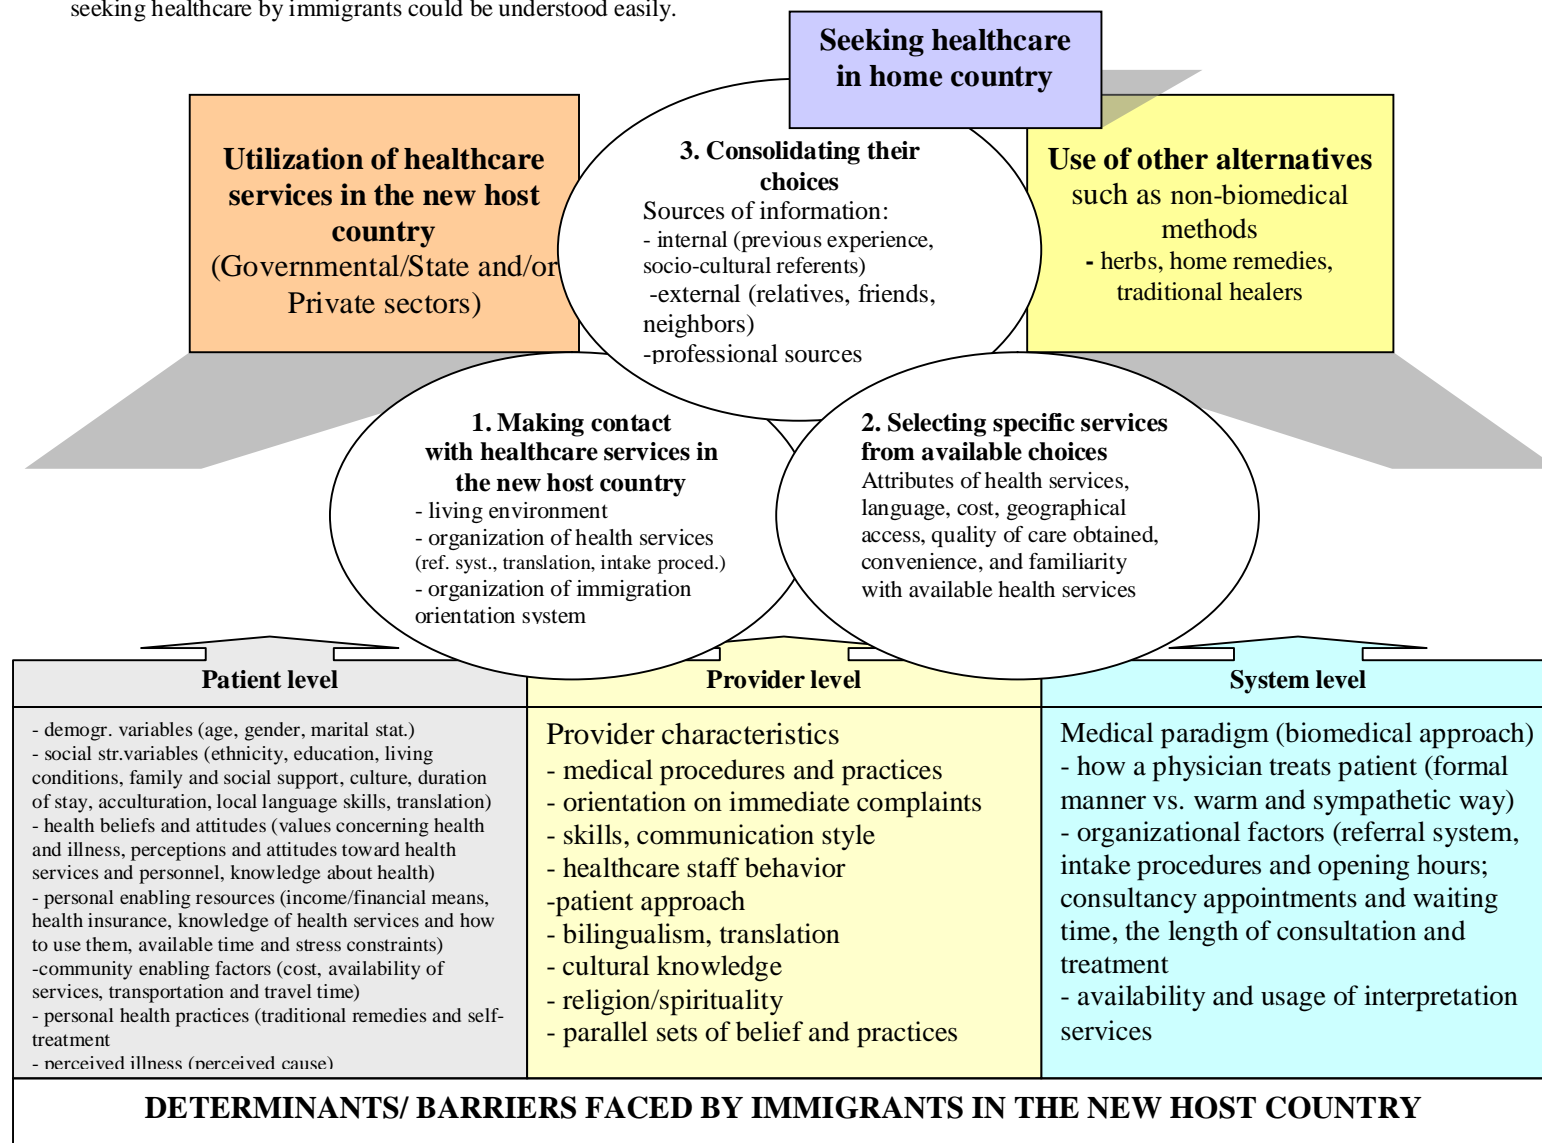 seeking healthcare by immigrants could be understood easily.
Seeking healthcare
in home country
Utilization of healthcare
services in the new host
country
(Governmental/State and/or
Private sectors)
3. Consolidating their
choices
Sources of information:
- internal (previous experience,
socio-cultural referents)
-external (relatives, friends,
neighbors)
-professional sources
Use of other alternatives
such as non-biomedical
methods
- herbs, home remedies,
traditional healers
1. Making contact
with healthcare services in
the new host country
- living environment
- organization of health services
(ref. syst., translation, intake proced.)
- organization of immigration
orientation system
2. Selecting specific services
from available choices
Attributes of health services,
language, cost, geographical
access, quality of care obtained,
convenience, and familiarity
with available health services
Patient level
- demogr. variables (age, gender, marital stat.)
- social str.variables (ethnicity, education, living
conditions, family and social support, culture, duration
of stay, acculturation, local language skills, translation)
- health beliefs and attitudes (values concerning health
and illness, perceptions and attitudes toward health
services and personnel, knowledge about health)
- personal enabling resources (income/financial means,
health insurance, knowledge of health services and how
to use them, available time and stress constraints)
-community enabling factors (cost, availability of
services, transportation and travel time)
- personal health practices (traditional remedies and self-
treatment
- perceived illness (perceived cause)
Provider level
Provider characteristics
- medical procedures and practices
- orientation on immediate complaints
- skills, communication style
- healthcare staff behavior
-patient approach
- bilingualism, translation
- cultural knowledge
- religion/spirituality
- parallel sets of belief and practices
System level
Medical paradigm (biomedical approach)
- how a physician treats patient (formal
manner vs. warm and sympathetic way)
- organizational factors (referral system,
intake procedures and opening hours;
consultancy appointments and waiting
time, the length of consultation and
treatment
- availability and usage of interpretation
services
DETERMINANTS/ BARRIERS FACED BY IMMIGRANTS IN THE NEW HOST COUNTRY